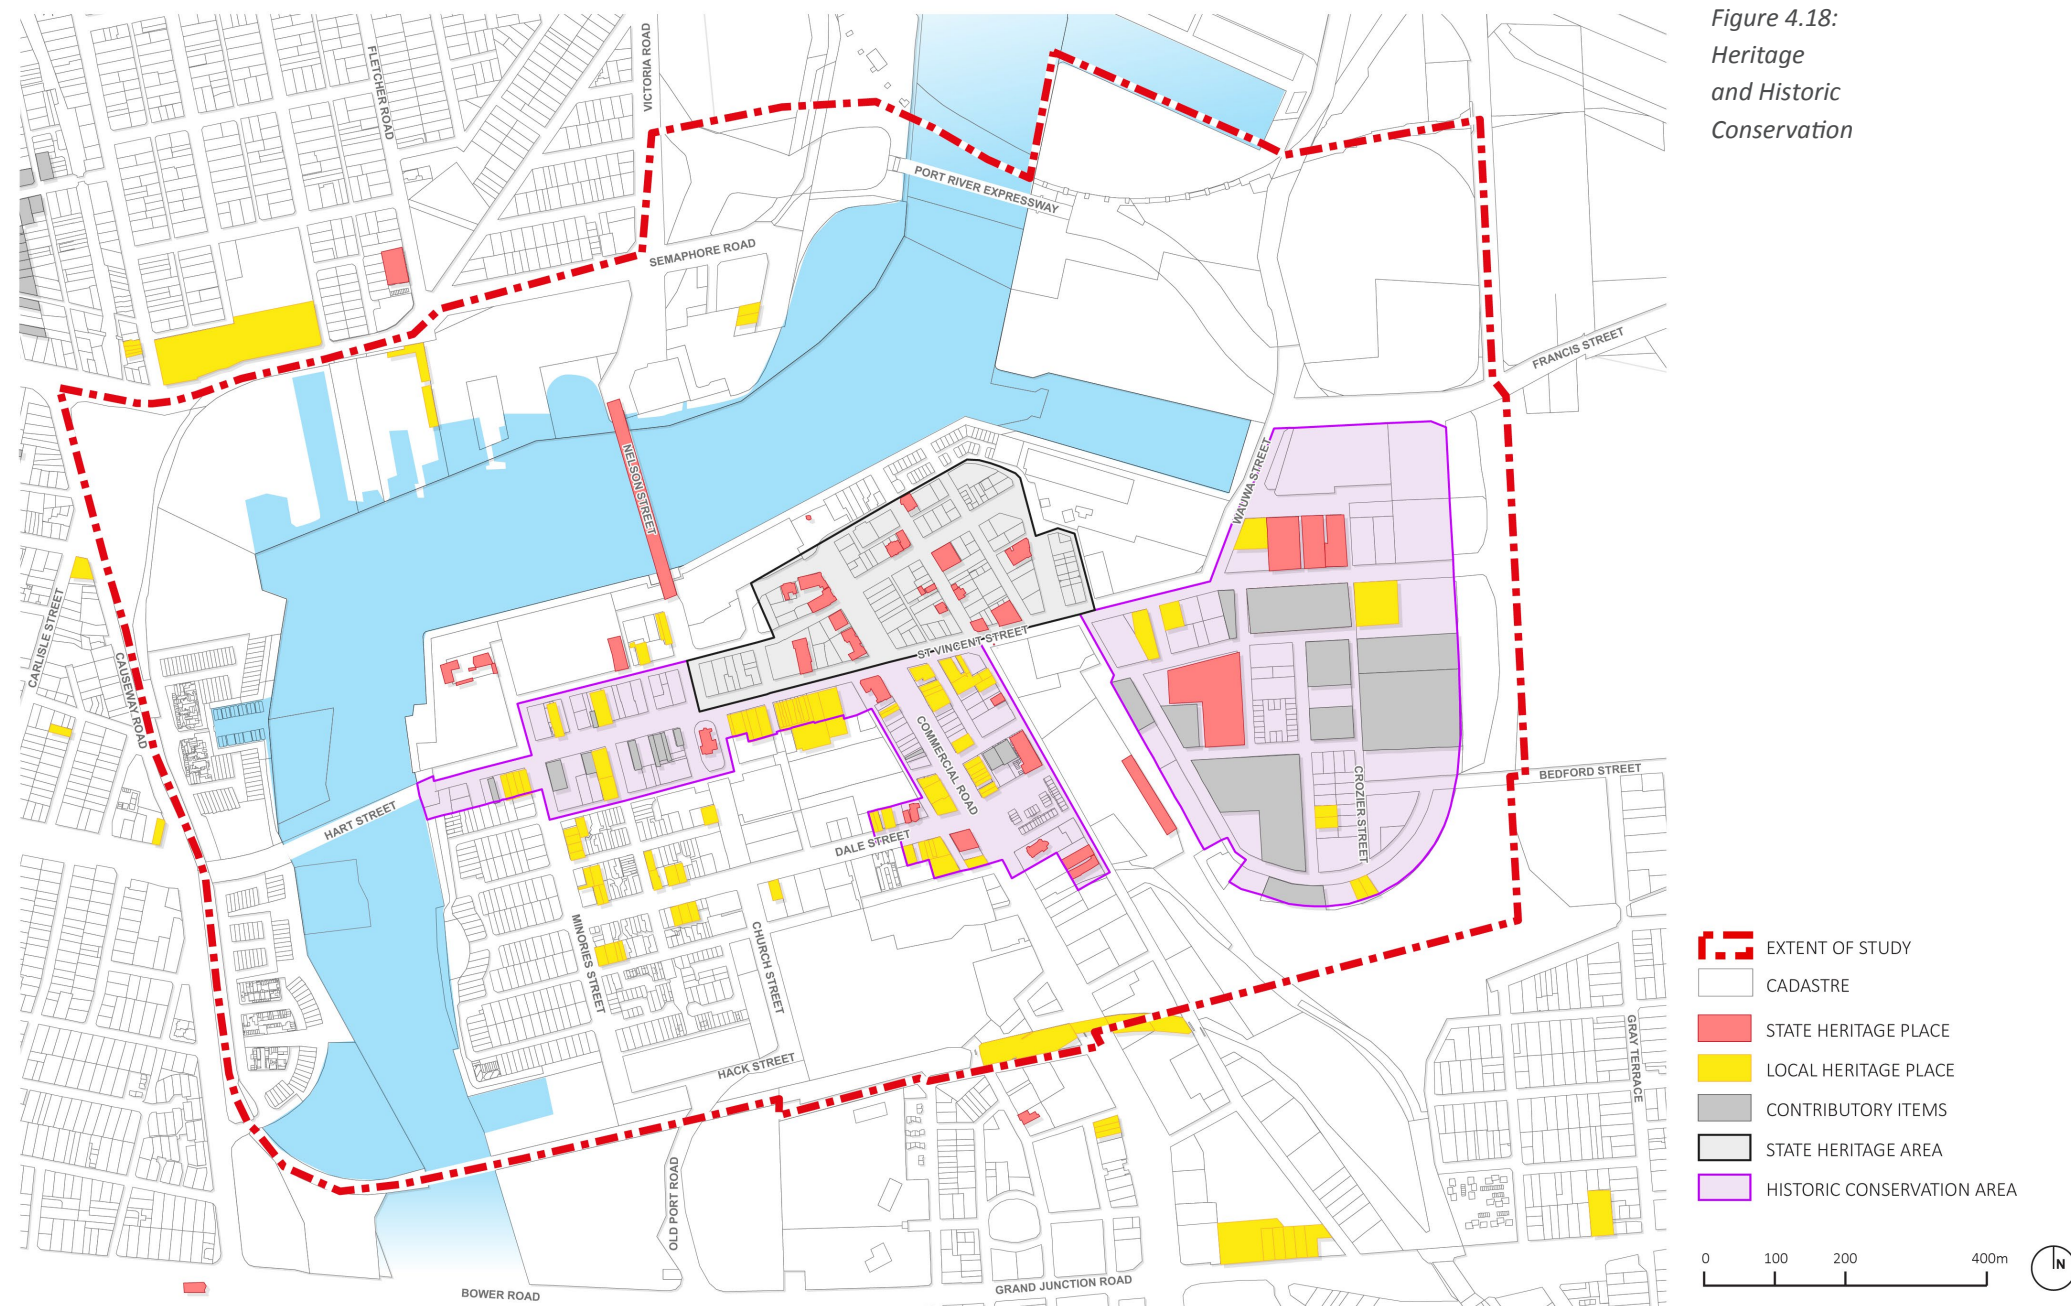 Figure 4.18:
Heritage
and Historic
Conservation
FLETCHER ROAD
VICTORIA ROAD
PORT RIVER EXPRESSWAY
SEMAPHORE ROAD
FRANCIS STREET
NELSON STREET
WAUWA STREET
CARLISLE STREET
CAUSEWAY ROAD
ST VINCENT STREET
COMMERCIAL ROAD
BEDFORD STREET
CROZIER STREET
HART STREET
DALE STREET
MINORIES STREET
CHURCH STREET
HACK STREET
GRAY TERRACE
OLD PORT ROAD
GRAND JUNCTION ROAD
BOWER ROAD
EXTENT OF STUDY
CADASTRE
STATE HERITAGE PLACE
LOCAL HERITAGE PLACE
CONTRIBUTORY ITEMS
STATE HERITAGE AREA
HISTORIC CONSERVATION AREA
0 100 200 400m
N